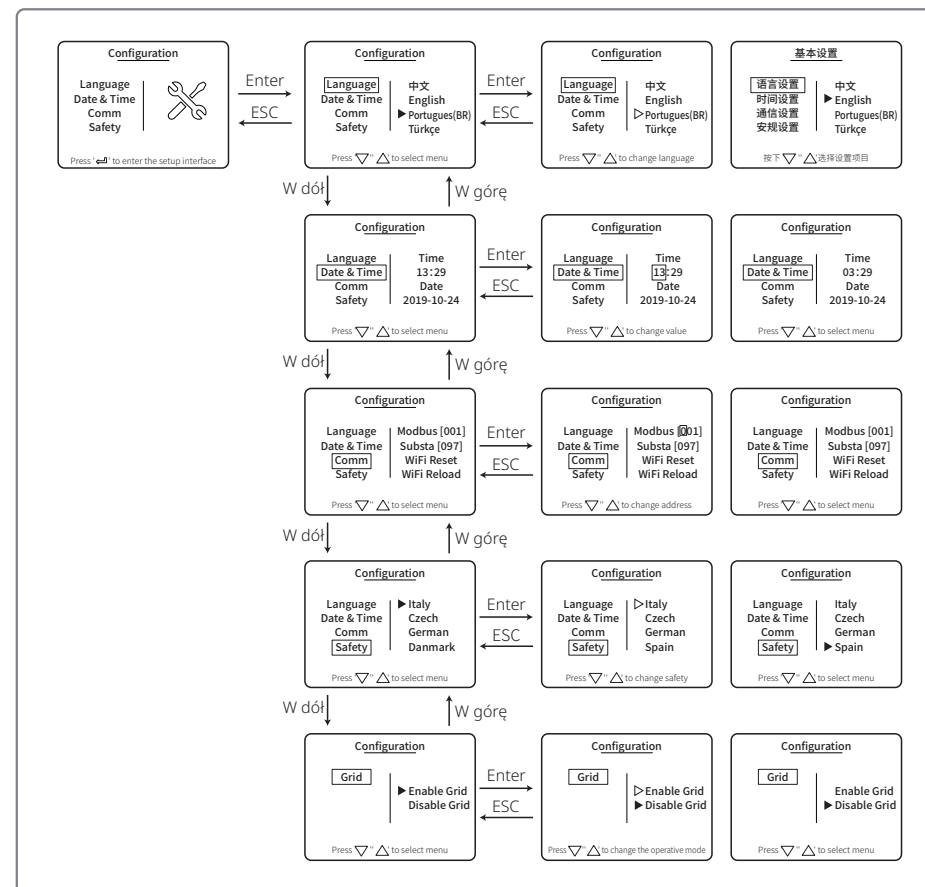 Configuration
Language
Date & Time
Comm
Safety
Press '⏎' to enter the setup interface
Enter
ESC
Configuration
Language
Date & Time
Comm
Safety
中文
English
▶ Portugues(BR)
Türkçe
Press ▽" △' to select menu
Enter
ESC
Configuration
Language
Date & Time
Comm
Safety
中文
English
▷Portugues(BR)
Türkçe
Press ▽" △' to change language
基本设置
语言设置
时间设置
通信设置
安规设置
中文
▶ English
Portugues(BR)
Türkçe
按下 ▽" △'选择设置项目
W dół
W górę
Configuration
Language
Date & Time
Comm
Safety
Time
13:29
Date
2019-10-24
Press ▽" △' to select menu
Enter
ESC
Configuration
Language
Date & Time
Comm
Safety
Time
13:29
Date
2019-10-24
Press ▽" △' to change value
Configuration
Language
Date & Time
Comm
Safety
Time
03:29
Date
2019-10-24
Press ▽" △' to select menu
W dół
W górę
Configuration
Language
Date & Time
Comm
Safety
Modbus [001]
Substa [097]
WiFi Reset
WiFi Reload
Press ▽" △' to select menu
Enter
ESC
Configuration
Language
Date & Time
Comm
Safety
Modbus [001]
Substa [097]
WiFi Reset
WiFi Reload
Press ▽" △' to change address
Configuration
Language
Date & Time
Comm
Safety
Modbus [001]
Substa [097]
WiFi Reset
WiFi Reload
Press ▽" △' to select menu
W dół
W górę
Configuration
Language
Date & Time
Comm
Safety
▶ Italy
Czech
German
Danmark
Press ▽" △' to select menu
Enter
ESC
Configuration
Language
Date & Time
Comm
Safety
▷Italy
Czech
German
Spain
Press ▽" △' to change safety
Configuration
Language
Date & Time
Comm
Safety
Italy
Czech
German
▶ Spain
Press ▽" △' to select menu
W dół
W górę
Configuration
Grid
▶ Enable Grid
Disable Grid
Press ▽" △' to select menu
Enter
ESC
Configuration
Grid
▷Enable Grid
▶ Disable Grid
Press ▽" △' to change the operative mode
Configuration
Grid
Enable Grid
▶ Disable Grid
Press ▽" △' to select menu